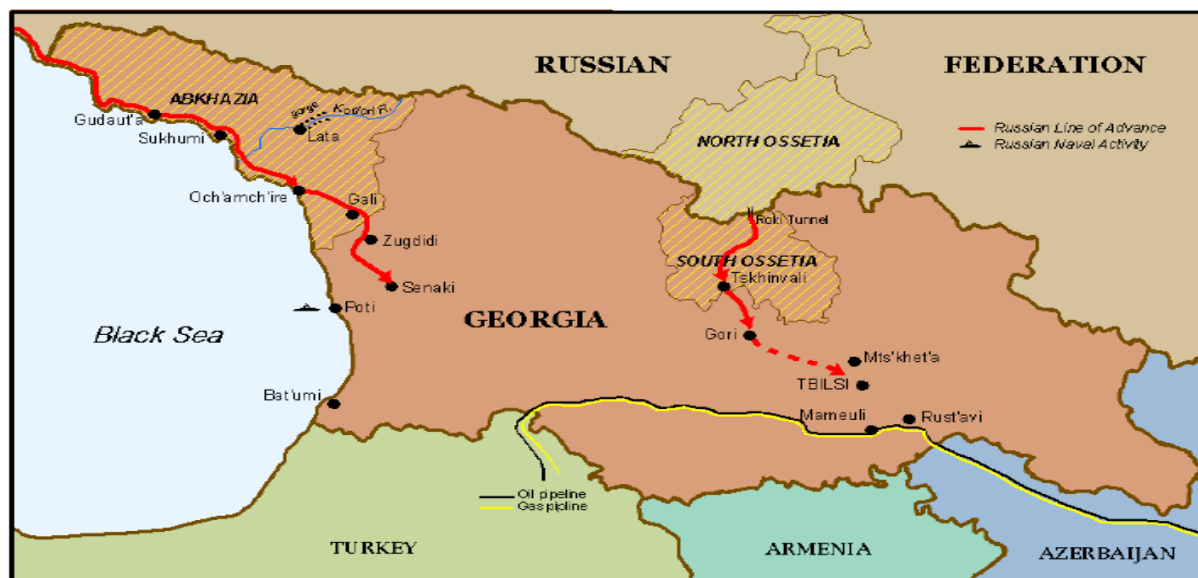 RUSSIAN FEDERATION
ABKHAZIA
gorge
Kodori R.
Gudaut'a
Sukhumi
Lata
NORTH OSSETIA
Russian Line of Advance
Russian Naval Activity
Och'amch'ire
Gali
Roki Tunnel
Zugdidi
SOUTH OSSETIA
Tskhinvali
Senaki
Poti
GEORGIA
Black Sea
Gori
Mts'khet'a
TBILSI
Bat'umi
Marneuli
Rust'avi
Oil pipeline
Gas pipline
TURKEY
ARMENIA
AZERBAIJAN